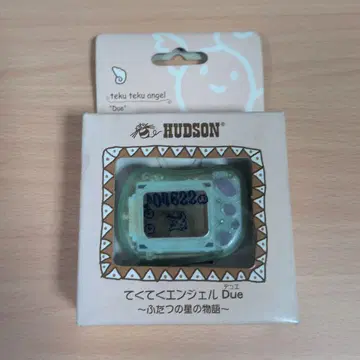 teku teku angel
"Due"
HUDSON®
04622
デュエ
てくてくエンジェル Due
～ふたつの星の物語～